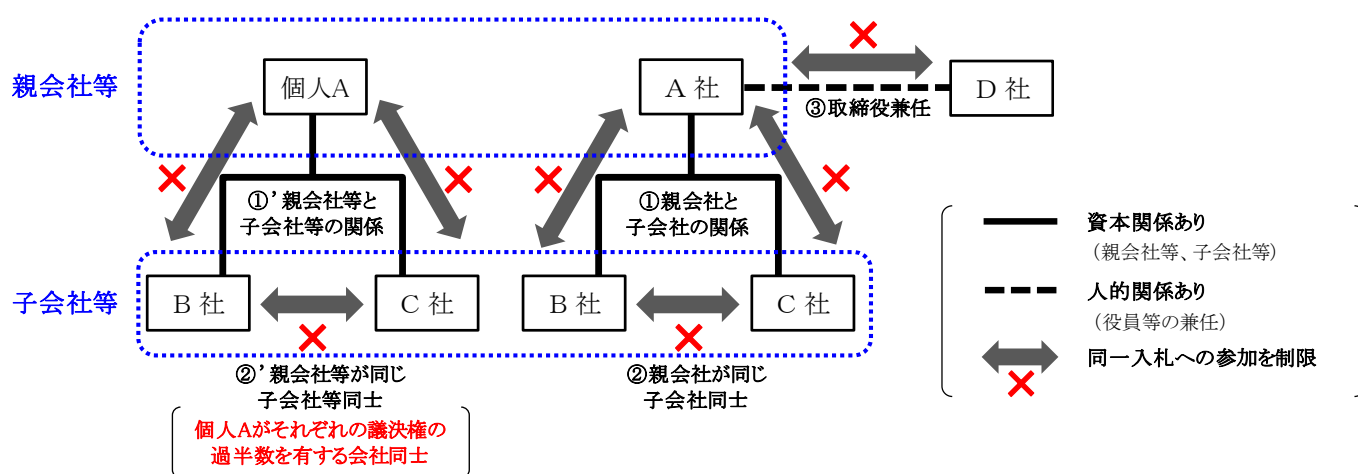 親会社等
個人A
A 社
③取締役兼任
D 社
①’親会社等と
子会社等の関係
①親会社と
子会社の関係
子会社等
B 社
C 社
B 社
C 社
②’親会社等が同じ
子会社等同士
②親会社が同じ
子会社同士
個人Aがそれぞれの議決権の
過半数を有する会社同士
資本関係あり
（親会社等、子会社等）
人的関係あり
（役員等の兼任）
同一入札への参加を制限